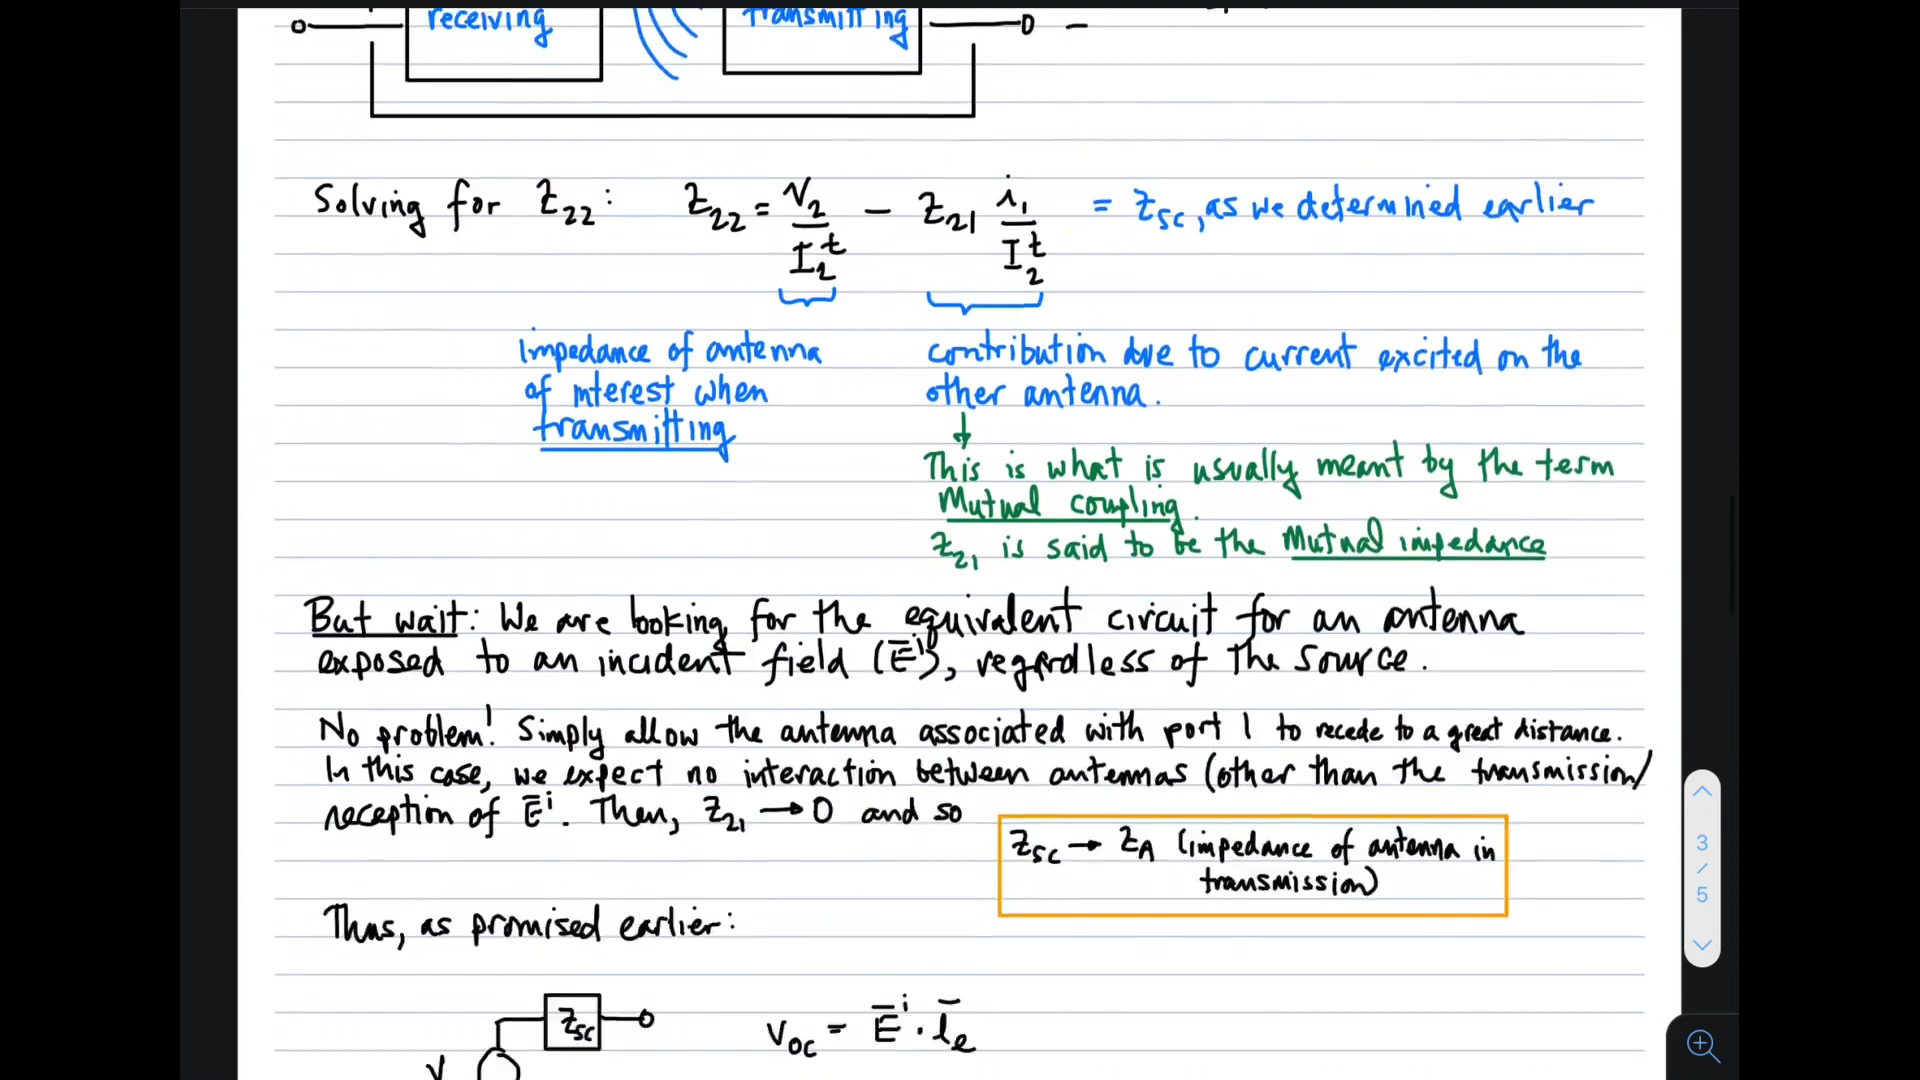 receiving transmitting
Solving for Z22: Z22 = V2/I2^t − Z21 i1/I2^t = Zsc, as we determined earlier
Impedance of antenna
of interest when
transmitting
contribution due to current excited on the
other antenna.
This is what is usually meant by the term
Mutual coupling.
Z21 is said to be the Mutual impedance
But wait: We are looking for the equivalent circuit for an antenna
exposed to an incident field (E̅^i), regardless of the source.
No problem! Simply allow the antenna associated with port 1 to recede to a great distance.
In this case, we expect no interaction between antennas (other than the transmission/
reception of E̅^i. Then, Z21 → 0 and so
Zsc → ZA (impedance of antenna in
transmission)
Thus, as promised earlier:
Zsc
Voc = E̅^i · l̅e
V
3
/
5